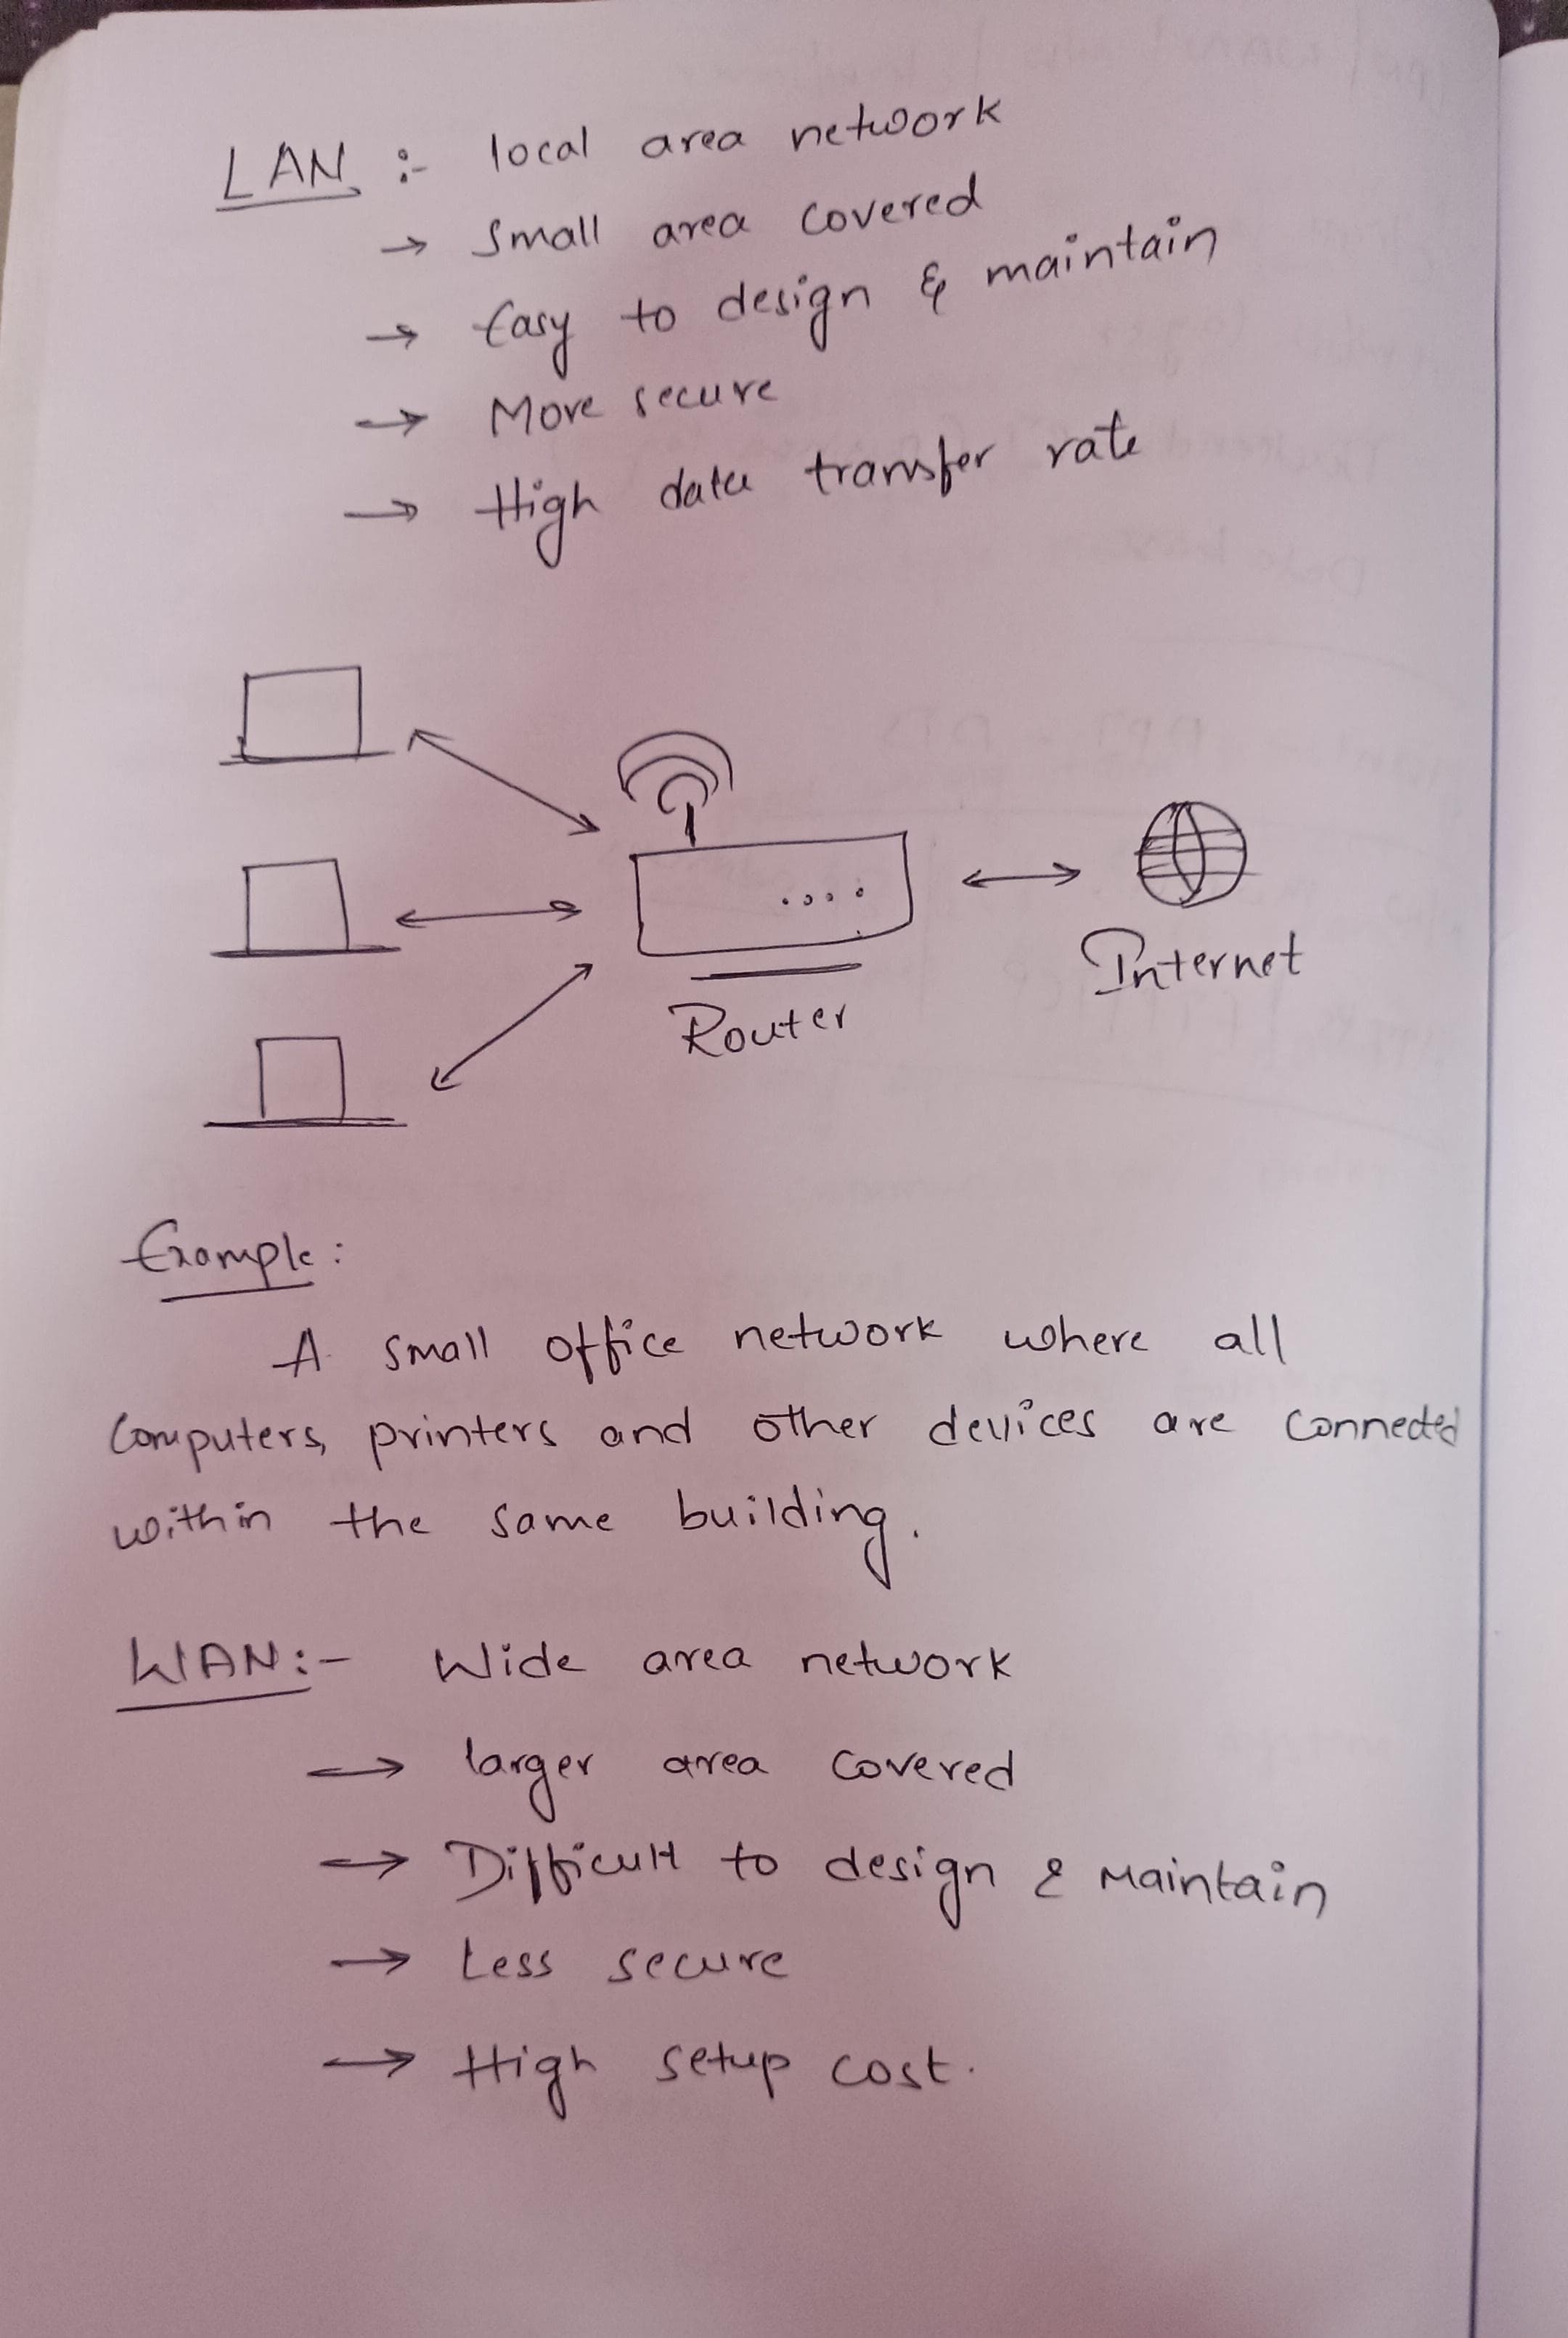 LAN :- local area network
→ Small area covered
→ Easy to design & maintain
→ More secure
→ High data transfer rate
Router
Internet
Example:
A small office network where all
Computers, printers and other devices are connected
within the same building.
WAN:- Wide area network
→ larger area covered
→ Difficult to design & Maintain
→ Less secure
→ High setup cost.